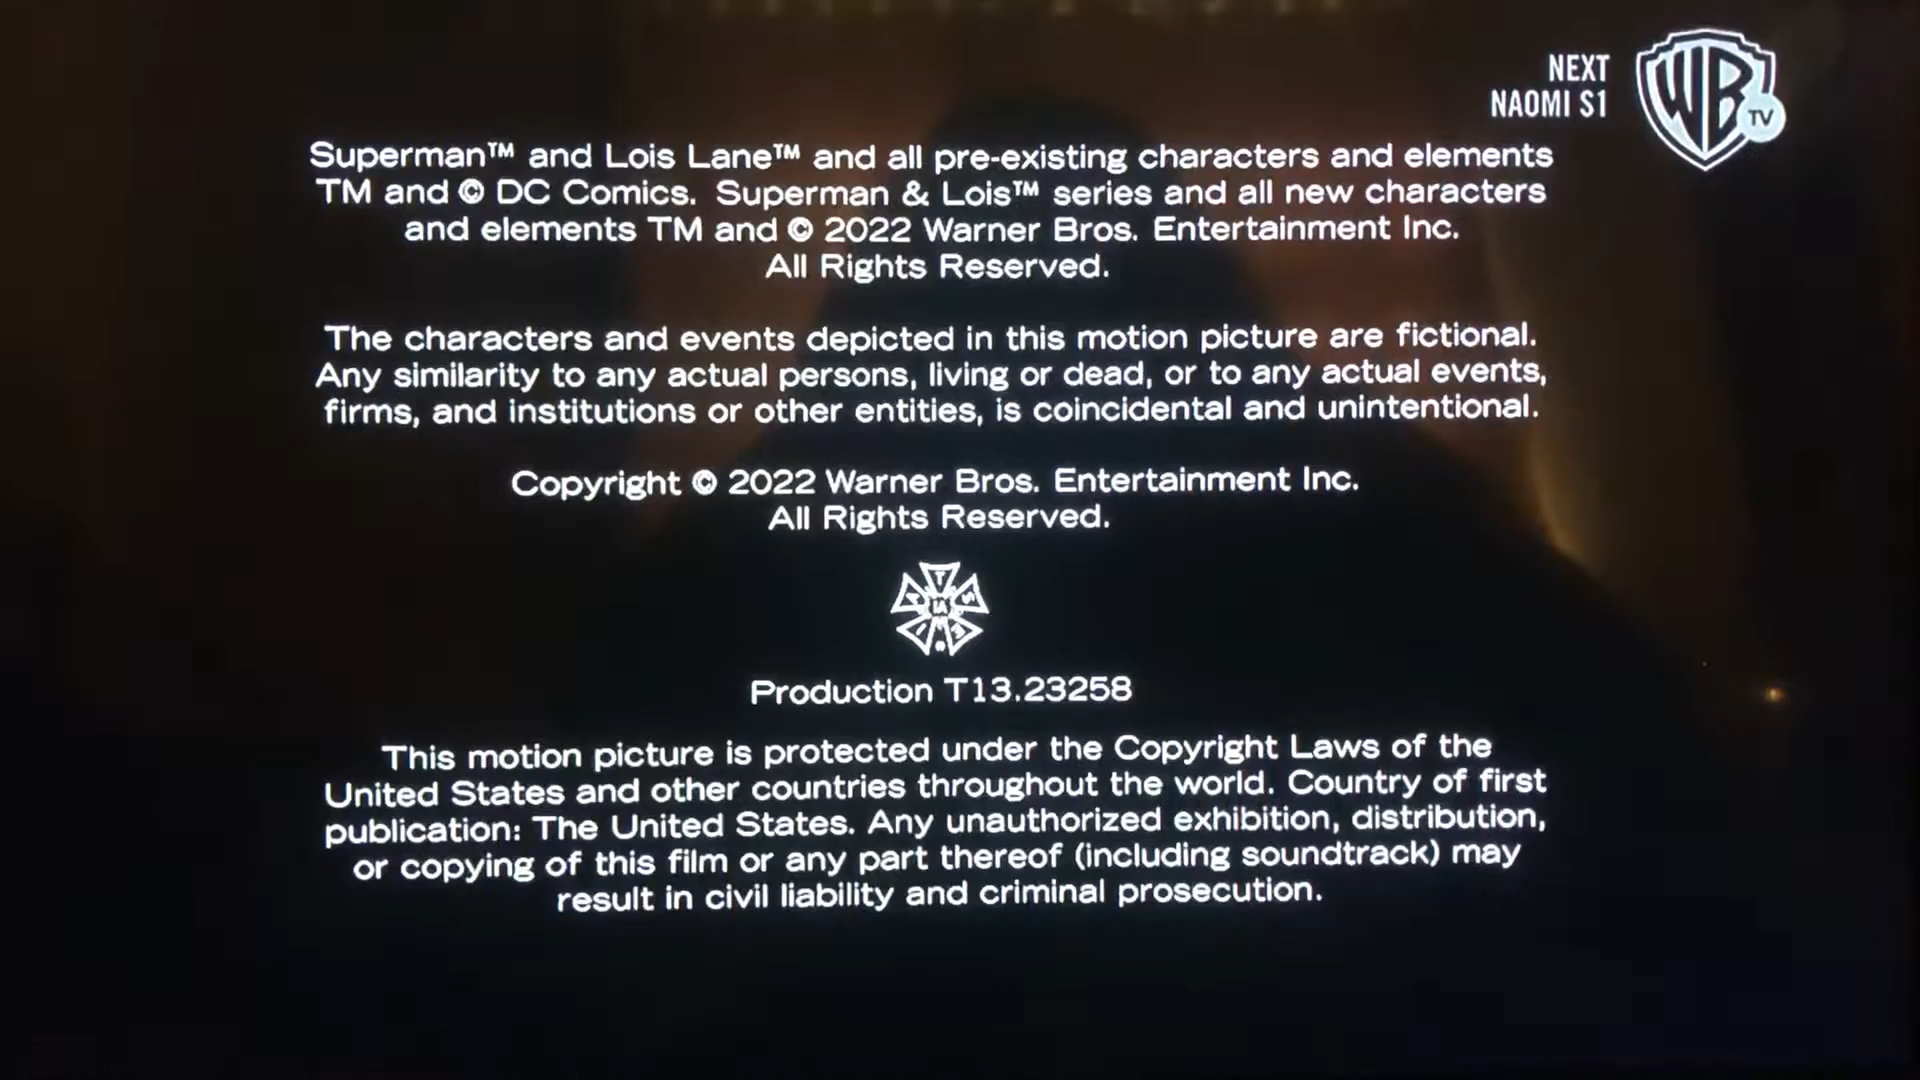 NEXT
NAOMI S1
WB
TV
Superman™ and Lois Lane™ and all pre-existing characters and elements
TM and © DC Comics. Superman & Lois™ series and all new characters
and elements TM and © 2022 Warner Bros. Entertainment Inc.
All Rights Reserved.
The characters and events depicted in this motion picture are fictional.
Any similarity to any actual persons, living or dead, or to any actual events,
firms, and institutions or other entities, is coincidental and unintentional.
Copyright © 2022 Warner Bros. Entertainment Inc.
All Rights Reserved.
I A T S E
IA
Production T13.23258
This motion picture is protected under the Copyright Laws of the
United States and other countries throughout the world. Country of first
publication: The United States. Any unauthorized exhibition, distribution,
or copying of this film or any part thereof (including soundtrack) may
result in civil liability and criminal prosecution.